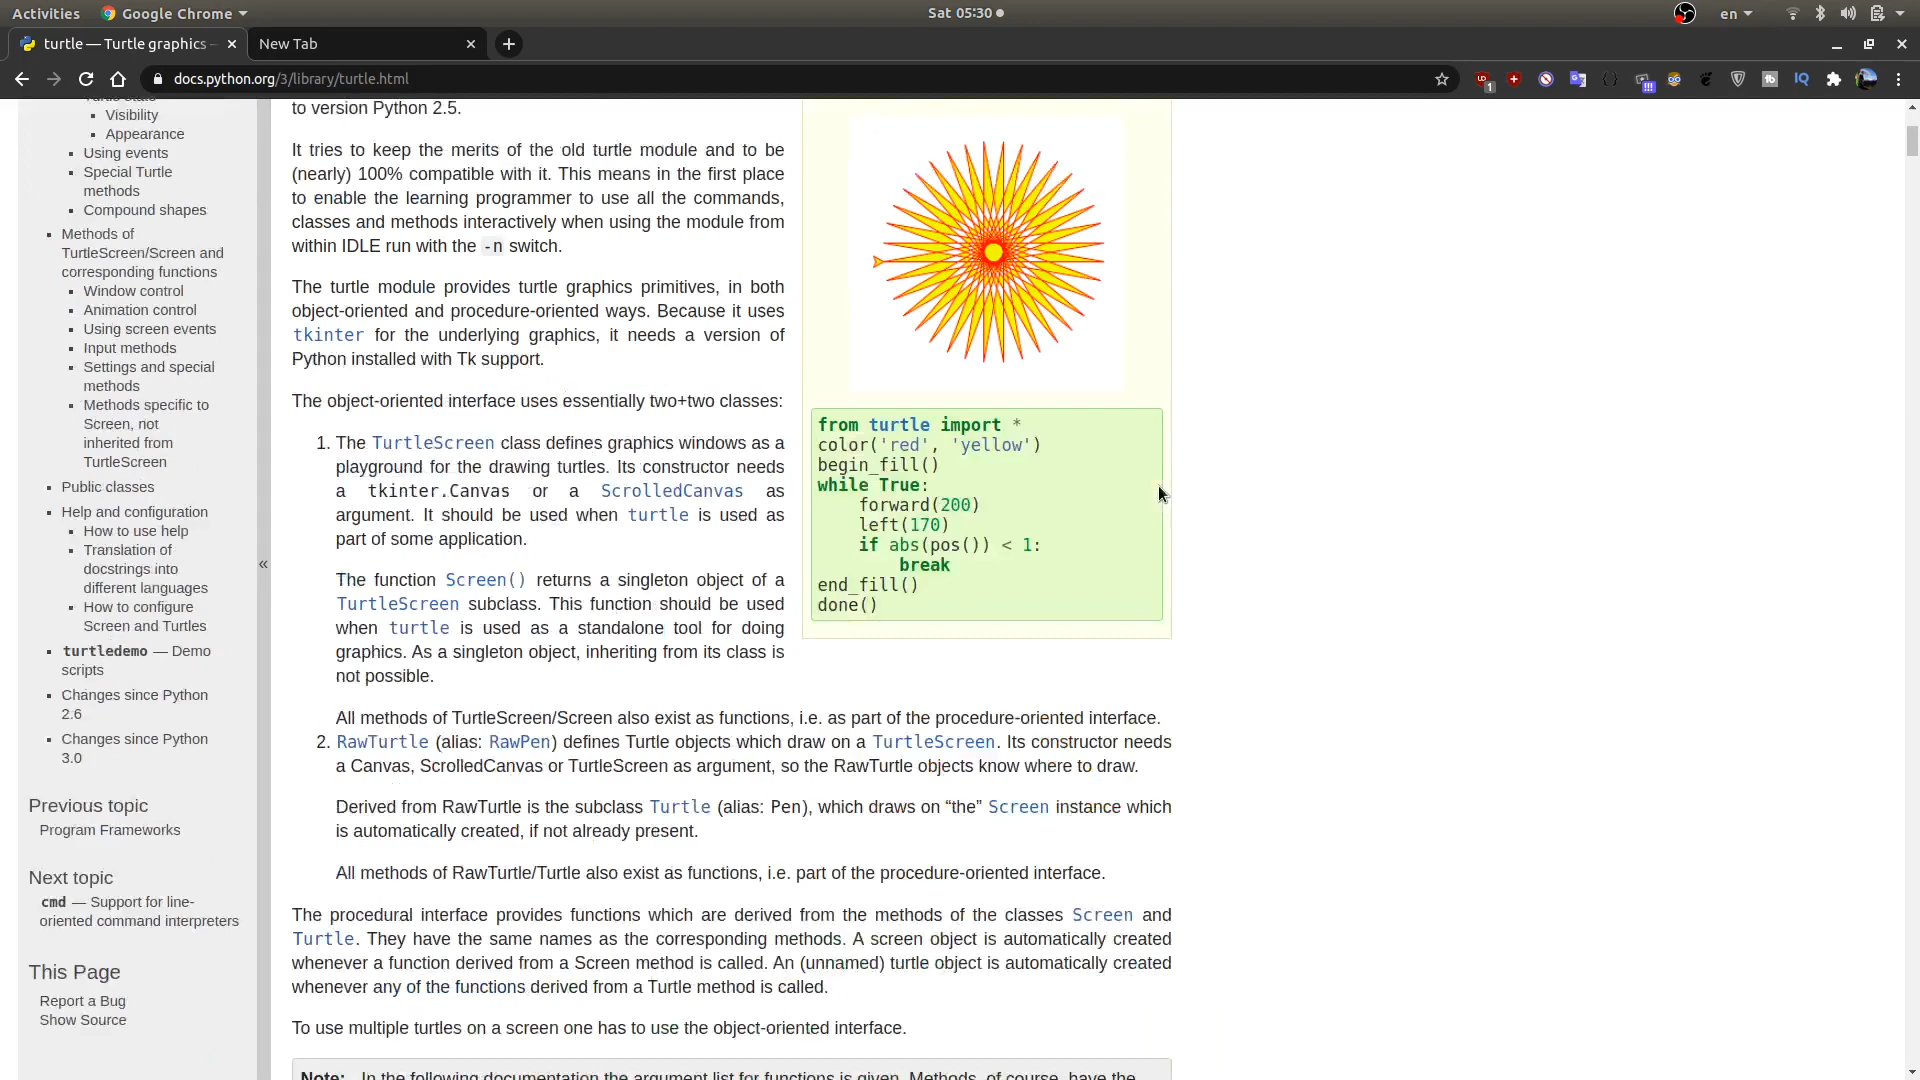 Activities
Google Chrome
Sat 05:30
en
turtle — Turtle graphics
New Tab
docs.python.org/3/library/turtle.html
Visibility
Appearance
Using events
Special Turtle
methods
Compound shapes
Methods of
TurtleScreen/Screen and
corresponding functions
Window control
Animation control
Using screen events
Input methods
Settings and special
methods
Methods specific to
Screen, not
inherited from
TurtleScreen
Public classes
Help and configuration
How to use help
Translation of
docstrings into
different languages
How to configure
Screen and Turtles
turtledemo — Demo
scripts
Changes since Python
2.6
Changes since Python
3.0
Previous topic
Program Frameworks
Next topic
cmd — Support for line-
oriented command interpreters
This Page
Report a Bug
Show Source
«
to version Python 2.5.
It tries to keep the merits of the old turtle module and to be
(nearly) 100% compatible with it. This means in the first place
to enable the learning programmer to use all the commands,
classes and methods interactively when using the module from
within IDLE run with the -n switch.
The turtle module provides turtle graphics primitives, in both
object-oriented and procedure-oriented ways. Because it uses
tkinter for the underlying graphics, it needs a version of
Python installed with Tk support.
The object-oriented interface uses essentially two+two classes:
1. The TurtleScreen class defines graphics windows as a
playground for the drawing turtles. Its constructor needs
a tkinter.Canvas or a ScrolledCanvas as
argument. It should be used when turtle is used as
part of some application.
The function Screen() returns a singleton object of a
TurtleScreen subclass. This function should be used
when turtle is used as a standalone tool for doing
graphics. As a singleton object, inheriting from its class is
not possible.
from turtle import *
color('red', 'yellow')
begin_fill()
while True:
    forward(200)
    left(170)
    if abs(pos()) < 1:
        break
end_fill()
done()
All methods of TurtleScreen/Screen also exist as functions, i.e. as part of the procedure-oriented interface.
2. RawTurtle (alias: RawPen) defines Turtle objects which draw on a TurtleScreen. Its constructor needs
a Canvas, ScrolledCanvas or TurtleScreen as argument, so the RawTurtle objects know where to draw.
Derived from RawTurtle is the subclass Turtle (alias: Pen), which draws on “the” Screen instance which
is automatically created, if not already present.
All methods of RawTurtle/Turtle also exist as functions, i.e. part of the procedure-oriented interface.
The procedural interface provides functions which are derived from the methods of the classes Screen and
Turtle. They have the same names as the corresponding methods. A screen object is automatically created
whenever a function derived from a Screen method is called. An (unnamed) turtle object is automatically created
whenever any of the functions derived from a Turtle method is called.
To use multiple turtles on a screen one has to use the object-oriented interface.
Note: In the following documentation the argument list for functions is given. Methods, of course, have the